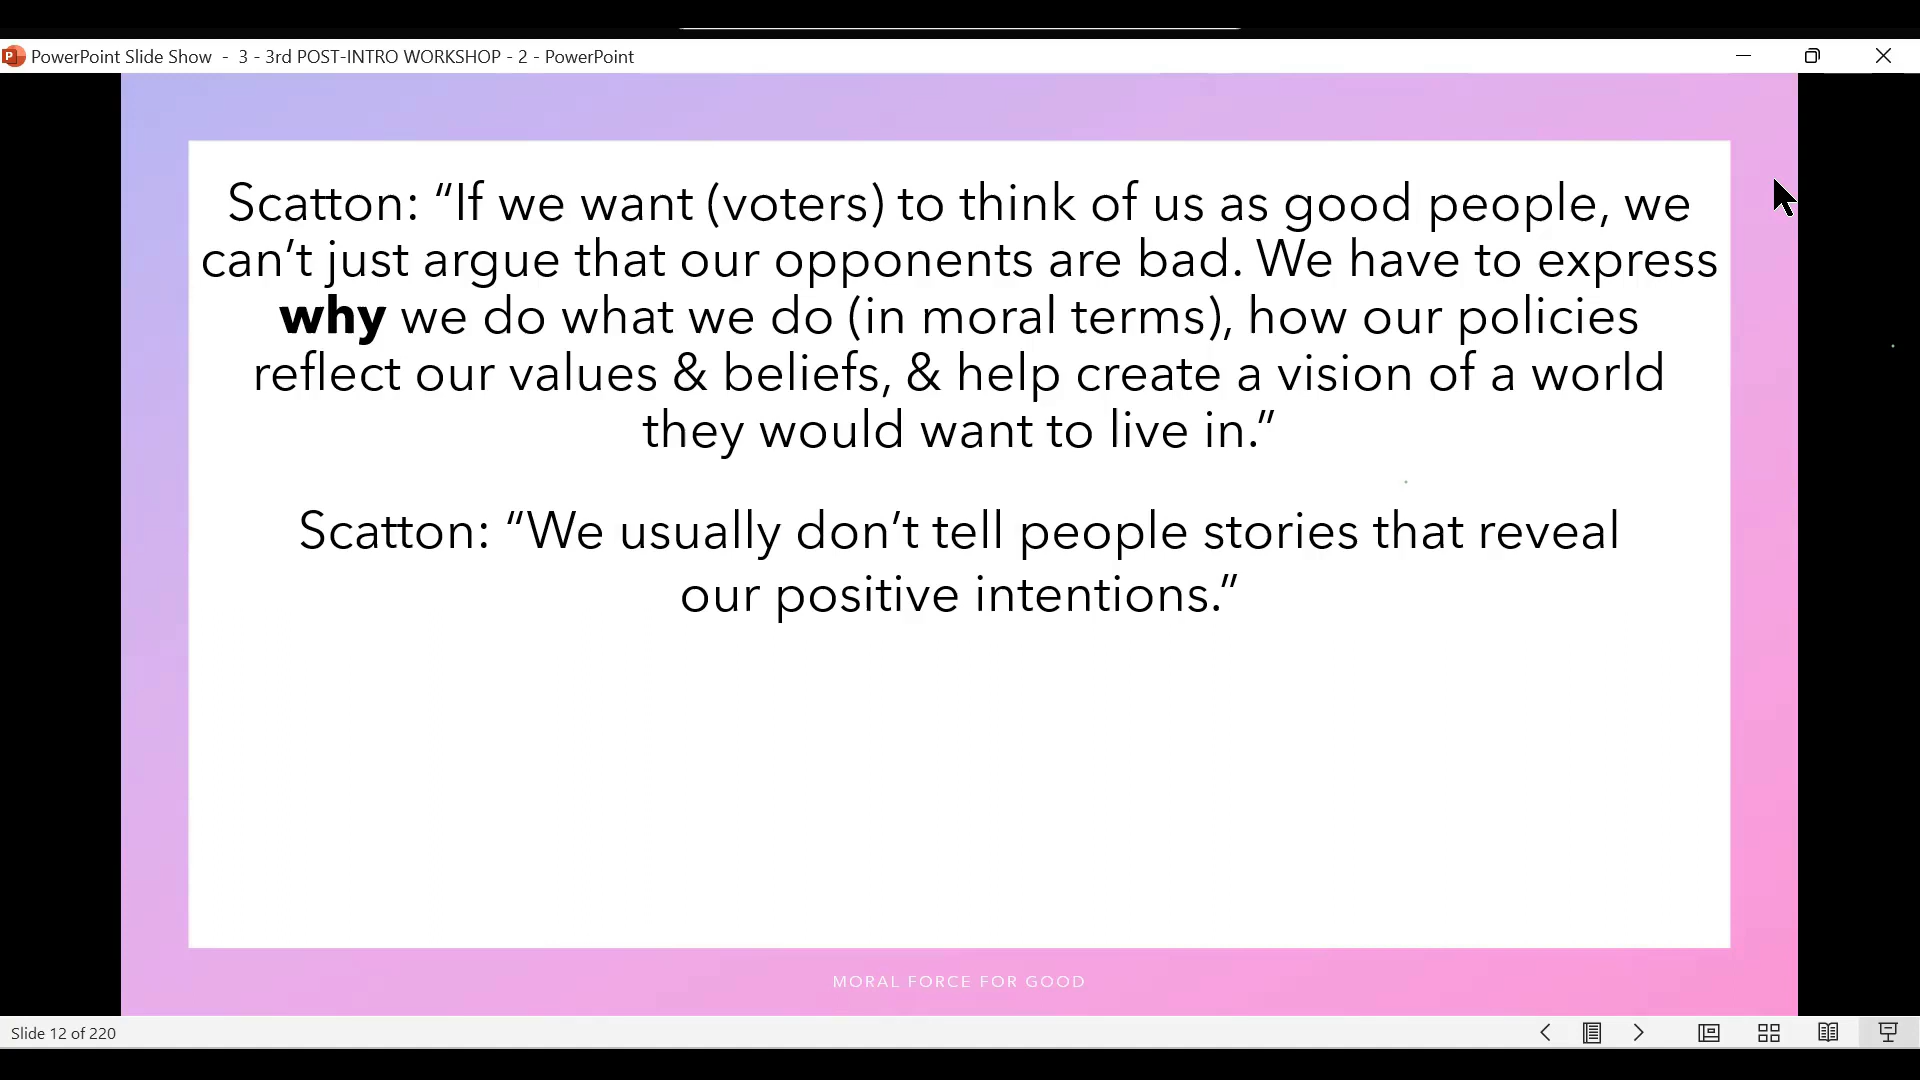 PowerPoint Slide Show - 3 - 3rd POST-INTRO WORKSHOP - 2 - PowerPoint
Scatton: “If we want (voters) to think of us as good people, we
can’t just argue that our opponents are bad. We have to express
why we do what we do (in moral terms), how our policies
reflect our values & beliefs, & help create a vision of a world
they would want to live in.”
Scatton: “We usually don’t tell people stories that reveal
our positive intentions.”
MORAL FORCE FOR GOOD
Slide 12 of 220